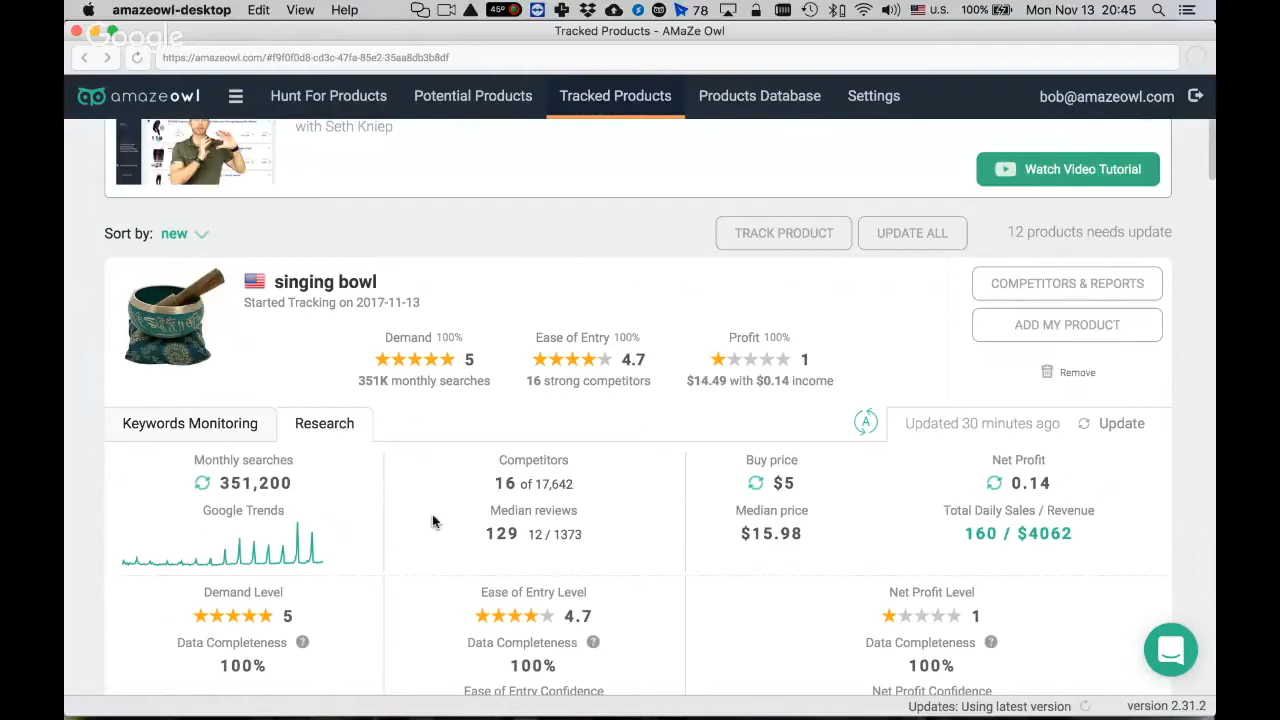 amazeowl-desktop Edit View Help 45° 78 U.S. 100% Mon Nov 13 20:45
Google
Tracked Products - AMaZe Owl
https://amazeowl.com/#f9f0f0d8-cd3c-47fa-85e2-35aa8db3b8df
amazeowl Hunt For Products Potential Products Tracked Products Products Database Settings bob@amazeowl.com
with Seth Kniep
Watch Video Tutorial
Sort by: new TRACK PRODUCT UPDATE ALL 12 products needs update
singing bowl
Started Tracking on 2017-11-13
COMPETITORS & REPORTS
ADD MY PRODUCT
Remove
Demand 100% Ease of Entry 100% Profit 100%
5 4.7 1
351K monthly searches 16 strong competitors $14.49 with $0.14 income
Keywords Monitoring Research A Updated 30 minutes ago Update
Monthly searches Competitors Buy price Net Profit
351,200 16 of 17,642 $5 0.14
Google Trends Median reviews Median price Total Daily Sales / Revenue
129 12 / 1373 $15.98 160 / $4062
Demand Level Ease of Entry Level Net Profit Level
5 4.7 1
Data Completeness ? Data Completeness ? Data Completeness ?
100% 100% 100%
Ease of Entry Confidence Net Profit Confidence
Updates: Using latest version version 2.31.2